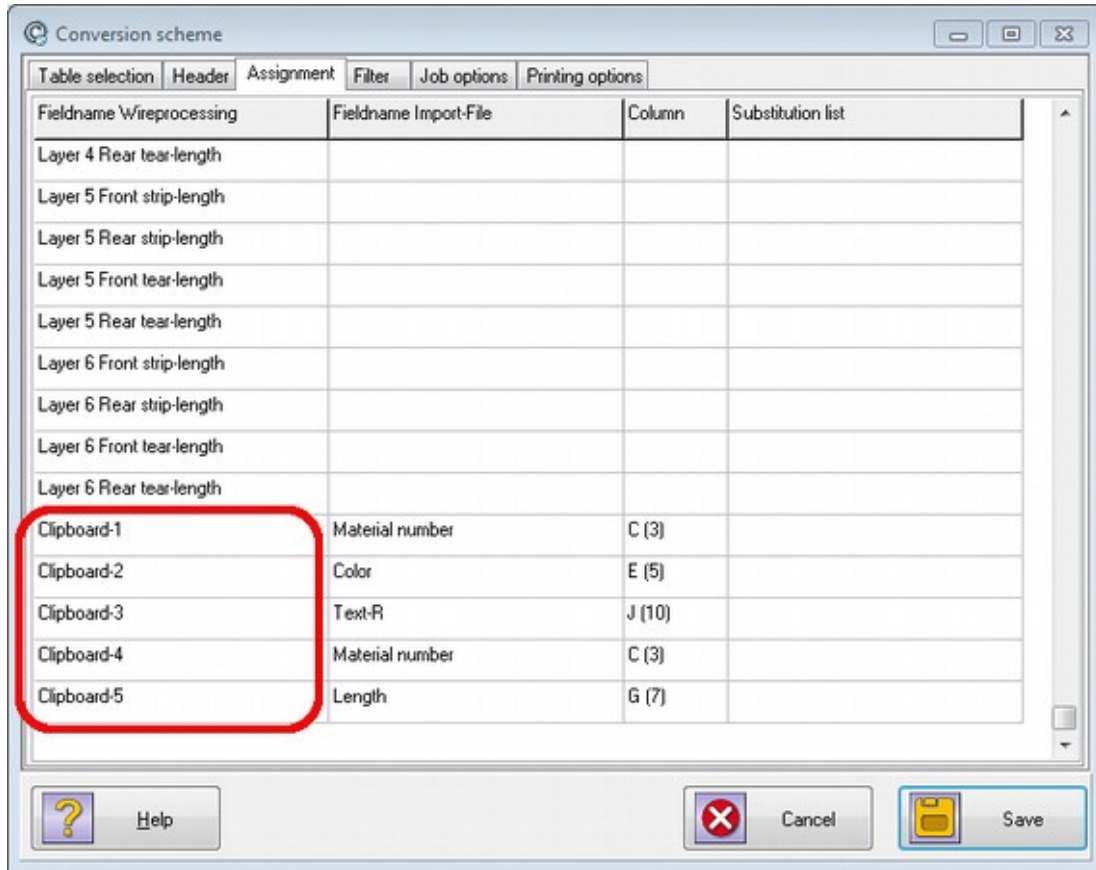 Conversion scheme
Table selection Header Assignment Filter Job options Printing options
Fieldname Wireprocessing Fieldname Import-File Column Substitution list
Layer 4 Rear tear-length
Layer 5 Front strip-length
Layer 5 Rear strip-length
Layer 5 Front tear-length
Layer 5 Rear tear-length
Layer 6 Front strip-length
Layer 6 Rear strip-length
Layer 6 Front tear-length
Layer 6 Rear tear-length
Clipboard-1 Material number C (3)
Clipboard-2 Color E (5)
Clipboard-3 Text-R J (10)
Clipboard-4 Material number C (3)
Clipboard-5 Length G (7)
Help Cancel Save